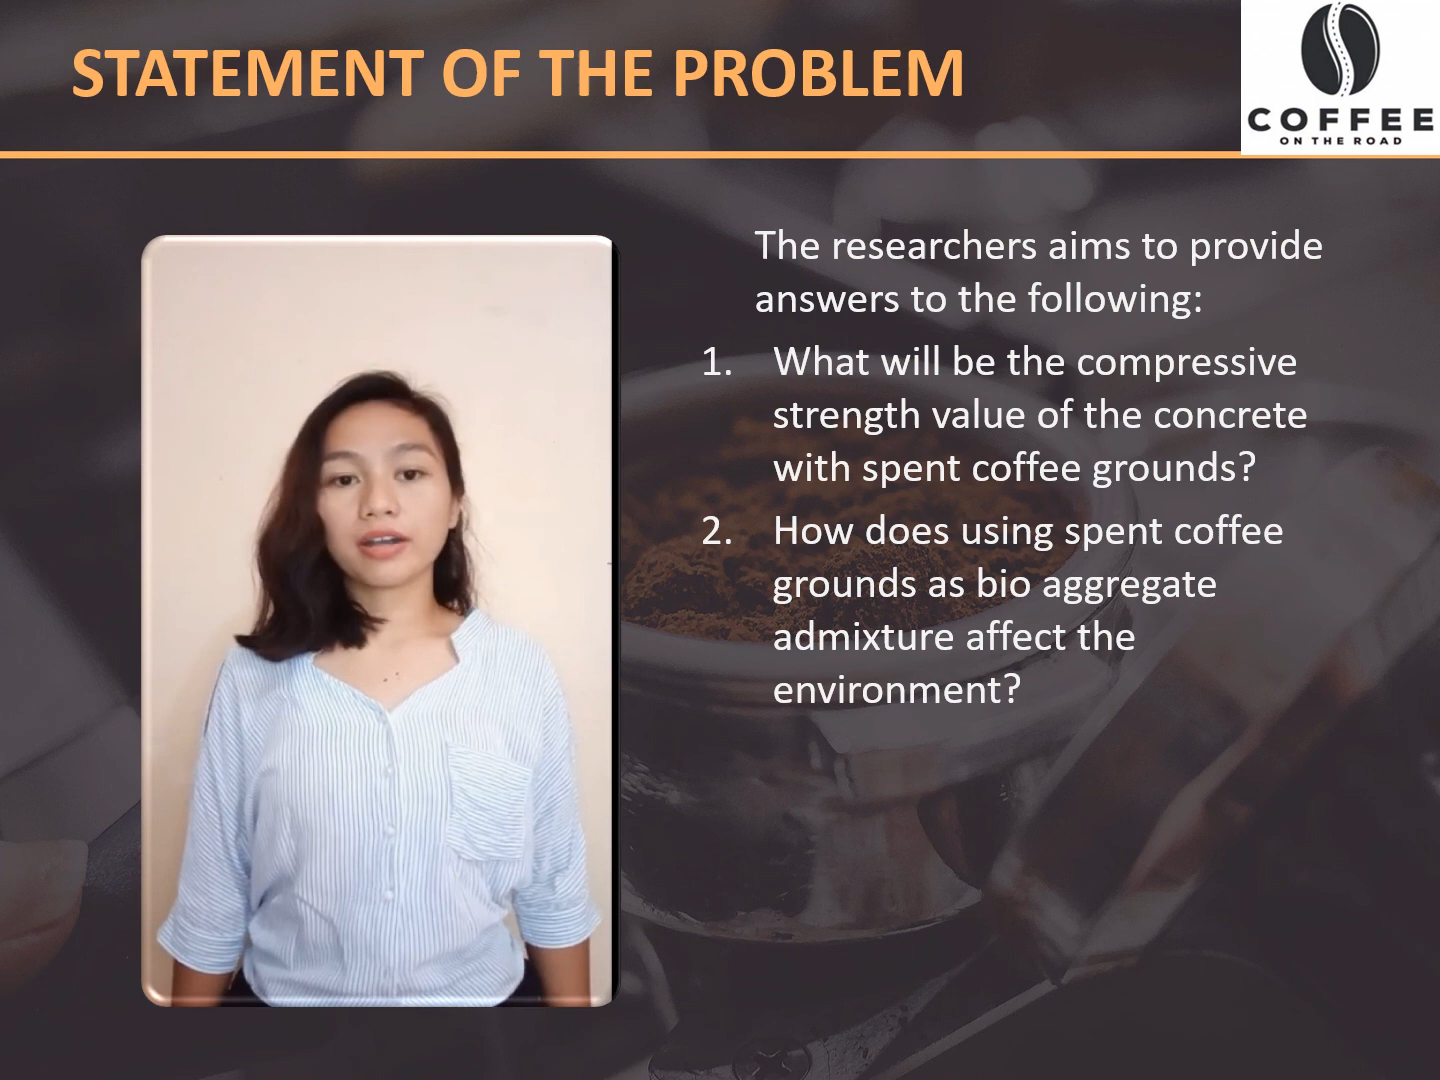 STATEMENT OF THE PROBLEM
COFFEE
ON THE ROAD
The researchers aims to provide
answers to the following:
1. What will be the compressive
strength value of the concrete
with spent coffee grounds?
2. How does using spent coffee
grounds as bio aggregate
admixture affect the
environment?